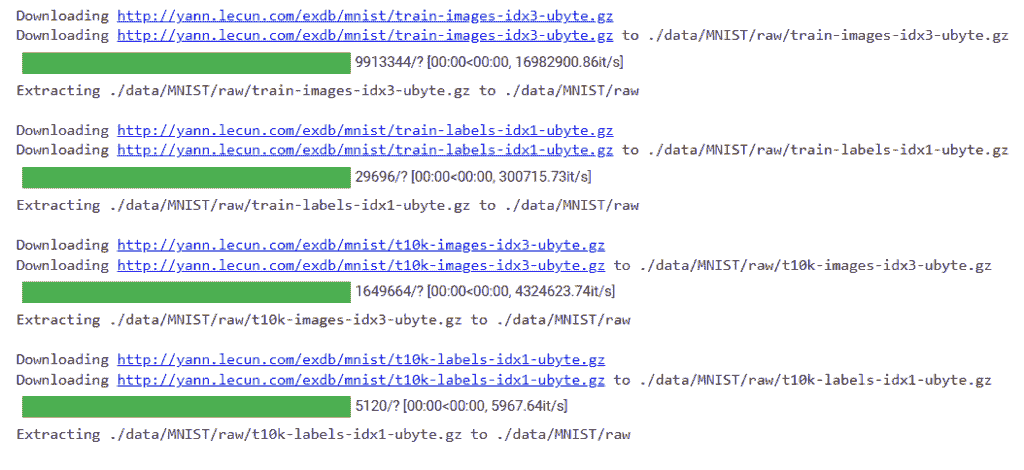 Downloading http://yann.lecun.com/exdb/mnist/train-images-idx3-ubyte.gz
Downloading http://yann.lecun.com/exdb/mnist/train-images-idx3-ubyte.gz to ./data/MNIST/raw/train-images-idx3-ubyte.gz
9913344/? [00:00<00:00, 16982900.86it/s]
Extracting ./data/MNIST/raw/train-images-idx3-ubyte.gz to ./data/MNIST/raw
Downloading http://yann.lecun.com/exdb/mnist/train-labels-idx1-ubyte.gz
Downloading http://yann.lecun.com/exdb/mnist/train-labels-idx1-ubyte.gz to ./data/MNIST/raw/train-labels-idx1-ubyte.gz
29696/? [00:00<00:00, 300715.73it/s]
Extracting ./data/MNIST/raw/train-labels-idx1-ubyte.gz to ./data/MNIST/raw
Downloading http://yann.lecun.com/exdb/mnist/t10k-images-idx3-ubyte.gz
Downloading http://yann.lecun.com/exdb/mnist/t10k-images-idx3-ubyte.gz to ./data/MNIST/raw/t10k-images-idx3-ubyte.gz
1649664/? [00:00<00:00, 4324623.74it/s]
Extracting ./data/MNIST/raw/t10k-images-idx3-ubyte.gz to ./data/MNIST/raw
Downloading http://yann.lecun.com/exdb/mnist/t10k-labels-idx1-ubyte.gz
Downloading http://yann.lecun.com/exdb/mnist/t10k-labels-idx1-ubyte.gz to ./data/MNIST/raw/t10k-labels-idx1-ubyte.gz
5120/? [00:00<00:00, 5967.64it/s]
Extracting ./data/MNIST/raw/t10k-labels-idx1-ubyte.gz to ./data/MNIST/raw